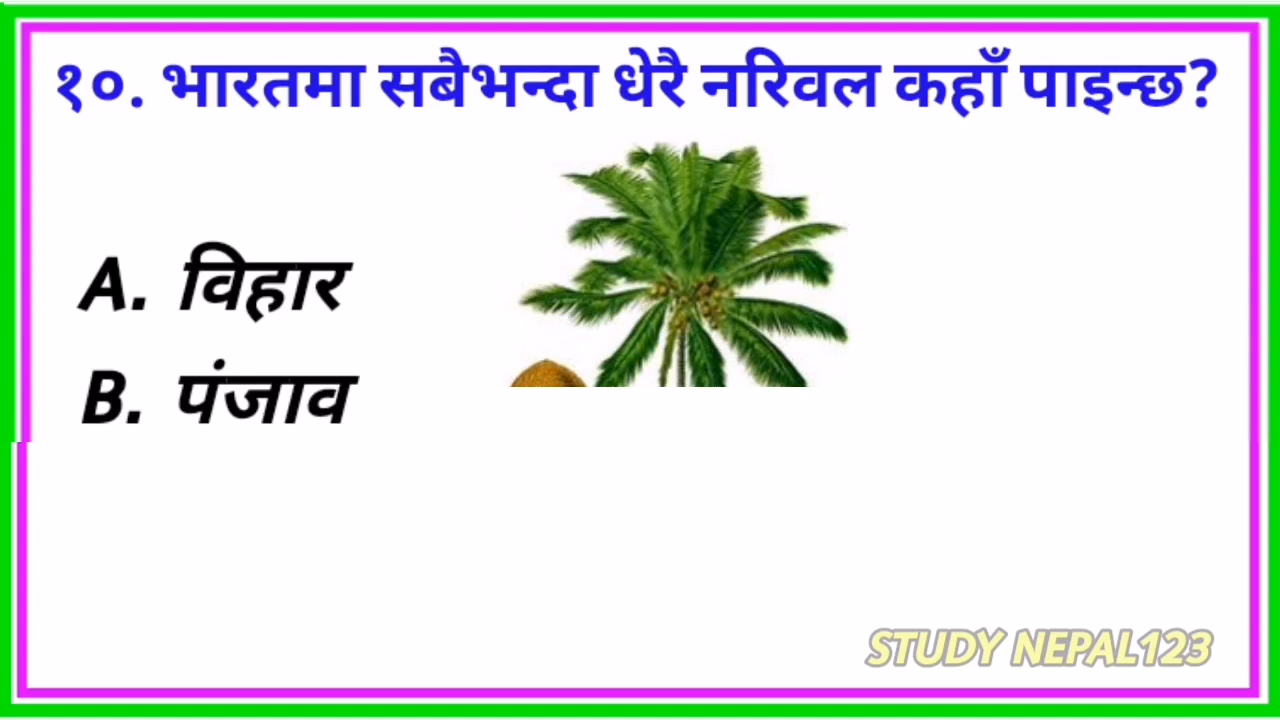 १०. भारतमा सबैभन्दा धेरै नरिवल कहाँ पाइन्छ?
A. विहार
B. पंजाव
STUDY NEPAL123